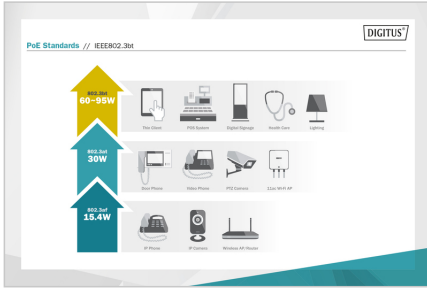 DIGITUS®
PoE Standards // IEEE802.3bt
802.3bt
60~95W
Thin Client
POS System
Digital Signage
Health Care
Lighting
802.3at
30W
Door Phone
Video Phone
PTZ Camera
11ac Wi-Fi AP
802.3af
15.4W
IP Phone
IP Camera
Wireless AP/Router